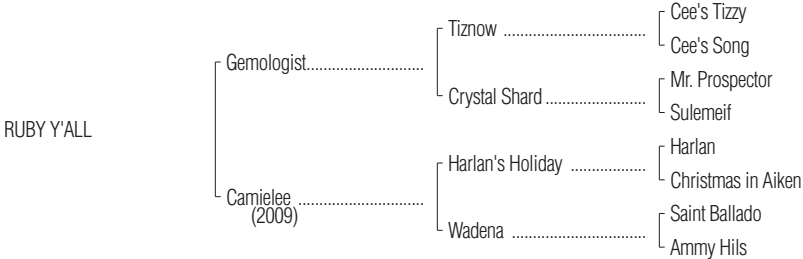 Cee's Tizzy
Tiznow ................................
Cee's Song
Gemologist..........................
Mr. Prospector
Crystal Shard .......................
Sulemeif
RUBY Y'ALL
Harlan
Harlan's Holiday .................
Christmas in Aiken
Camielee ............................
(2009)
Saint Ballado
Wadena ..............................
Ammy Hils